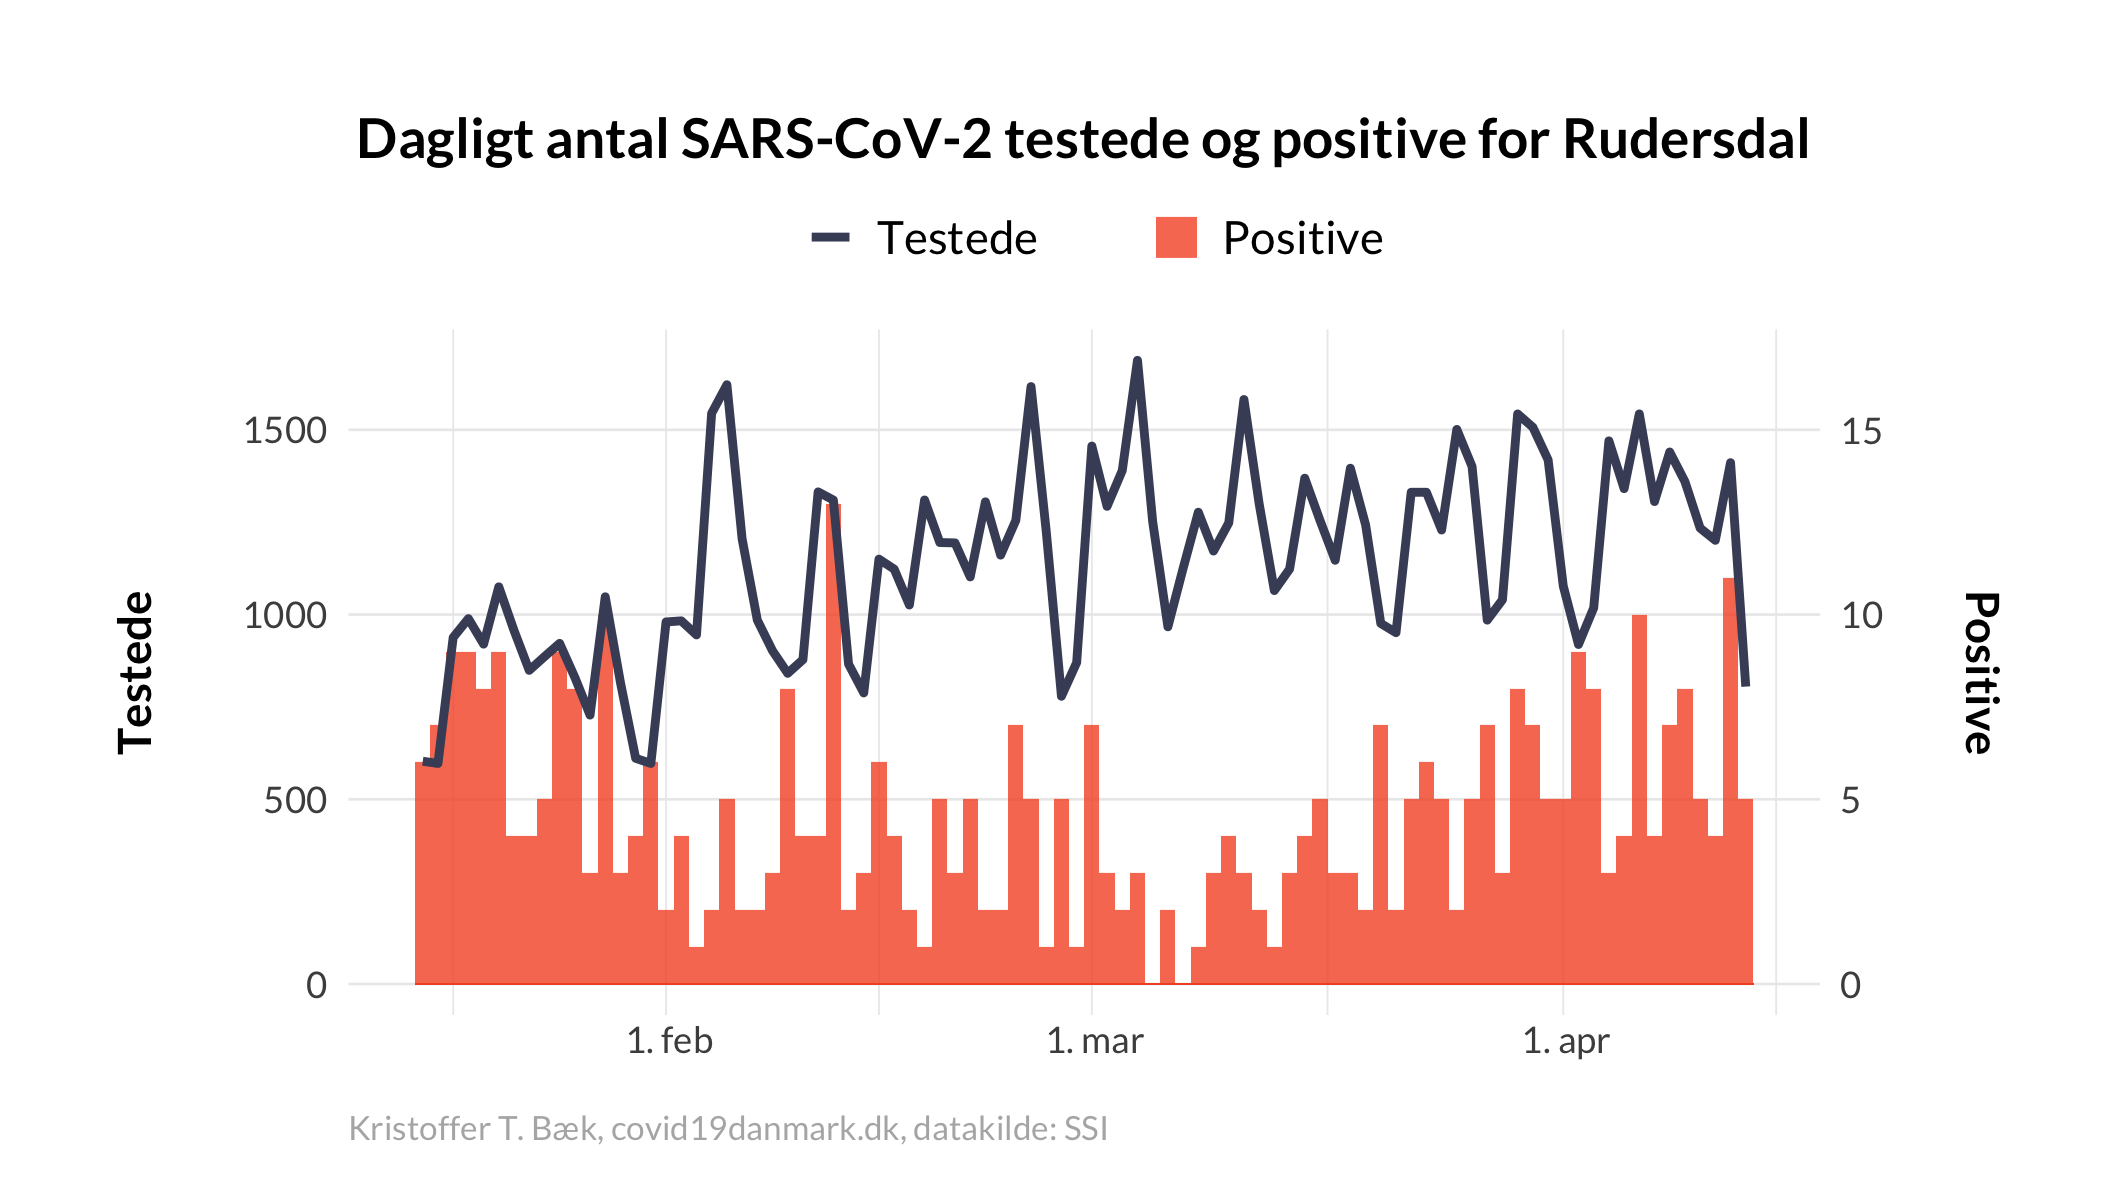 Dagligt antal SARS-CoV-2 testede og positive for Rudersdal
Testede
Positive
1500
1000
500
0
15
10
5
0
Testede
Positive
1. feb
1. mar
1. apr
Kristoffer T. Bæk, covid19danmark.dk, datakilde: SSI